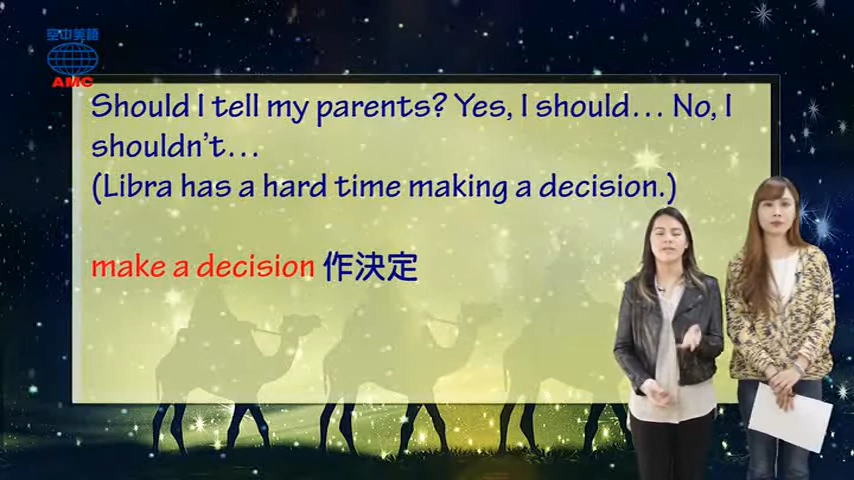 空中美語
AMC
Should I tell my parents? Yes, I should... No, I
shouldn't...
(Libra has a hard time making a decision.)
make a decision 作決定